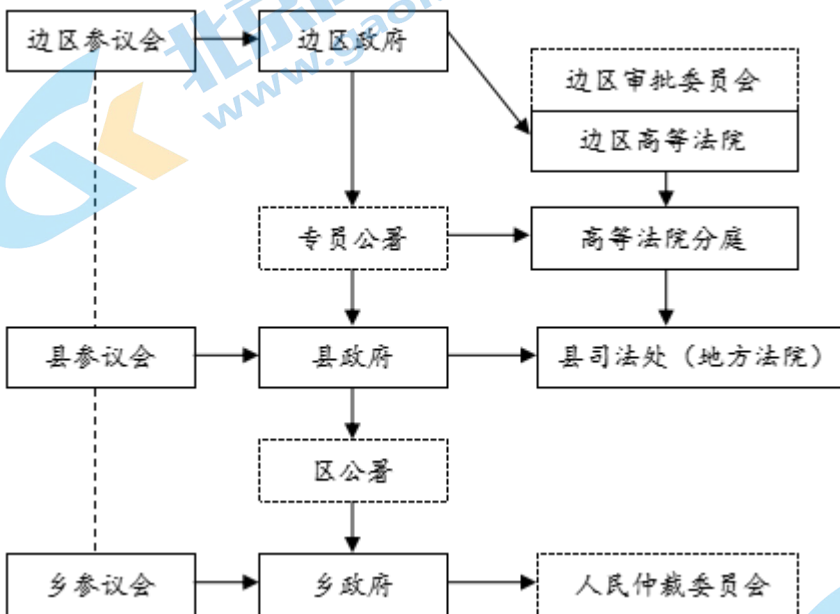 边区参议会
边区政府
边区审批委员会
边区高等法院
专员公署
高等法院分庭
县参议会
县政府
县司法处（地方法院）
区公署
乡参议会
乡政府
人民仲裁委员会